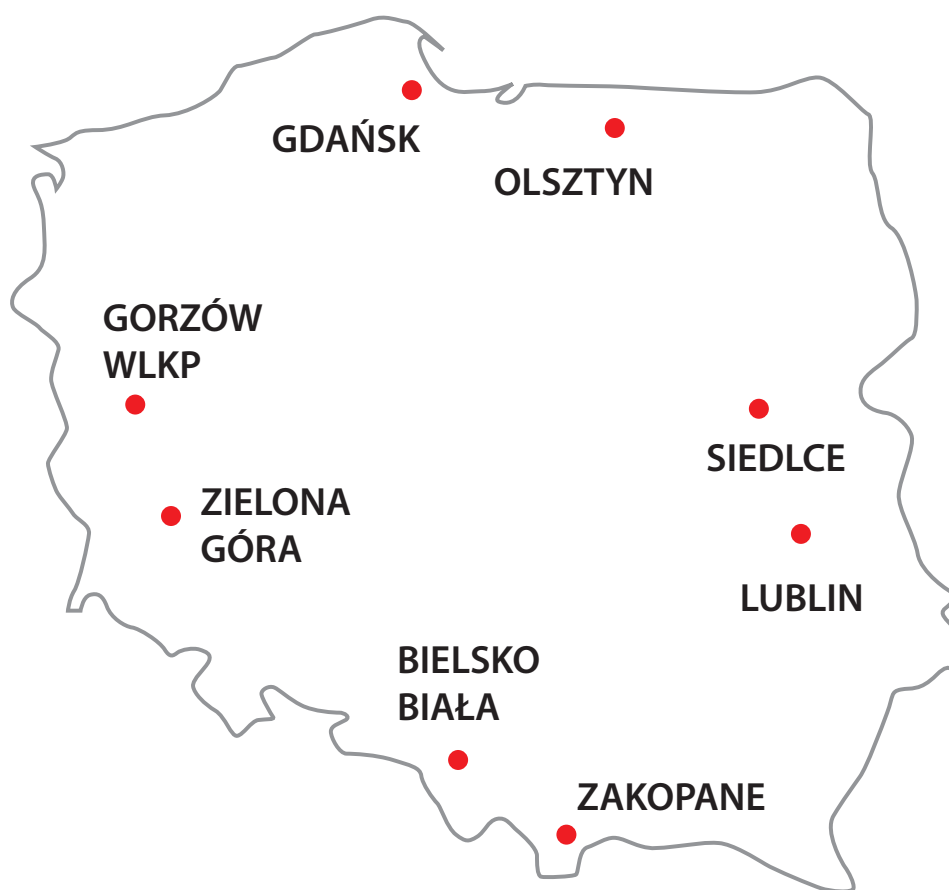 GDAŃSK
OLSZTYN
GORZÓW
WLKP
SIEDLCE
ZIELONA
GÓRA
LUBLIN
BIELSKO
BIAŁA
ZAKOPANE